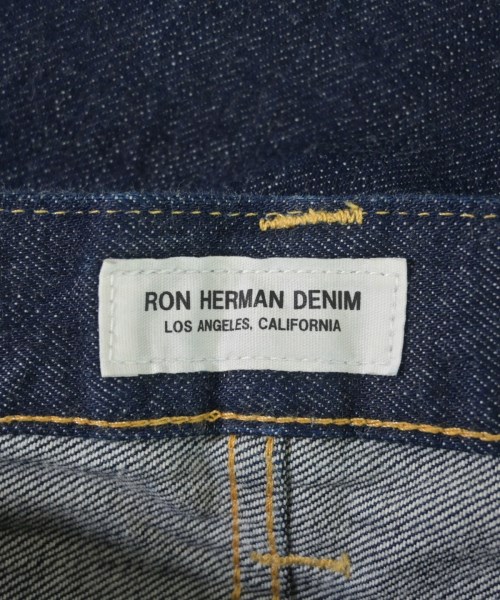 RON HERMAN DENIM
LOS ANGELES, CALIFORNIA